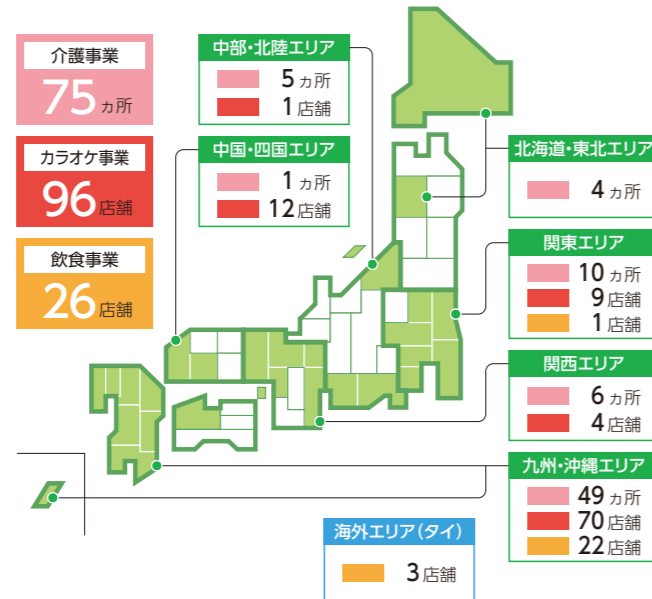 介護事業
75ヵ所
カラオケ事業
96店舗
飲食事業
26店舗
中部・北陸エリア
5ヵ所
1店舗
中国・四国エリア
1ヵ所
12店舗
北海道・東北エリア
4ヵ所
関東エリア
10ヵ所
9店舗
1店舗
関西エリア
6ヵ所
4店舗
九州・沖縄エリア
49ヵ所
70店舗
22店舗
海外エリア(タイ)
3店舗